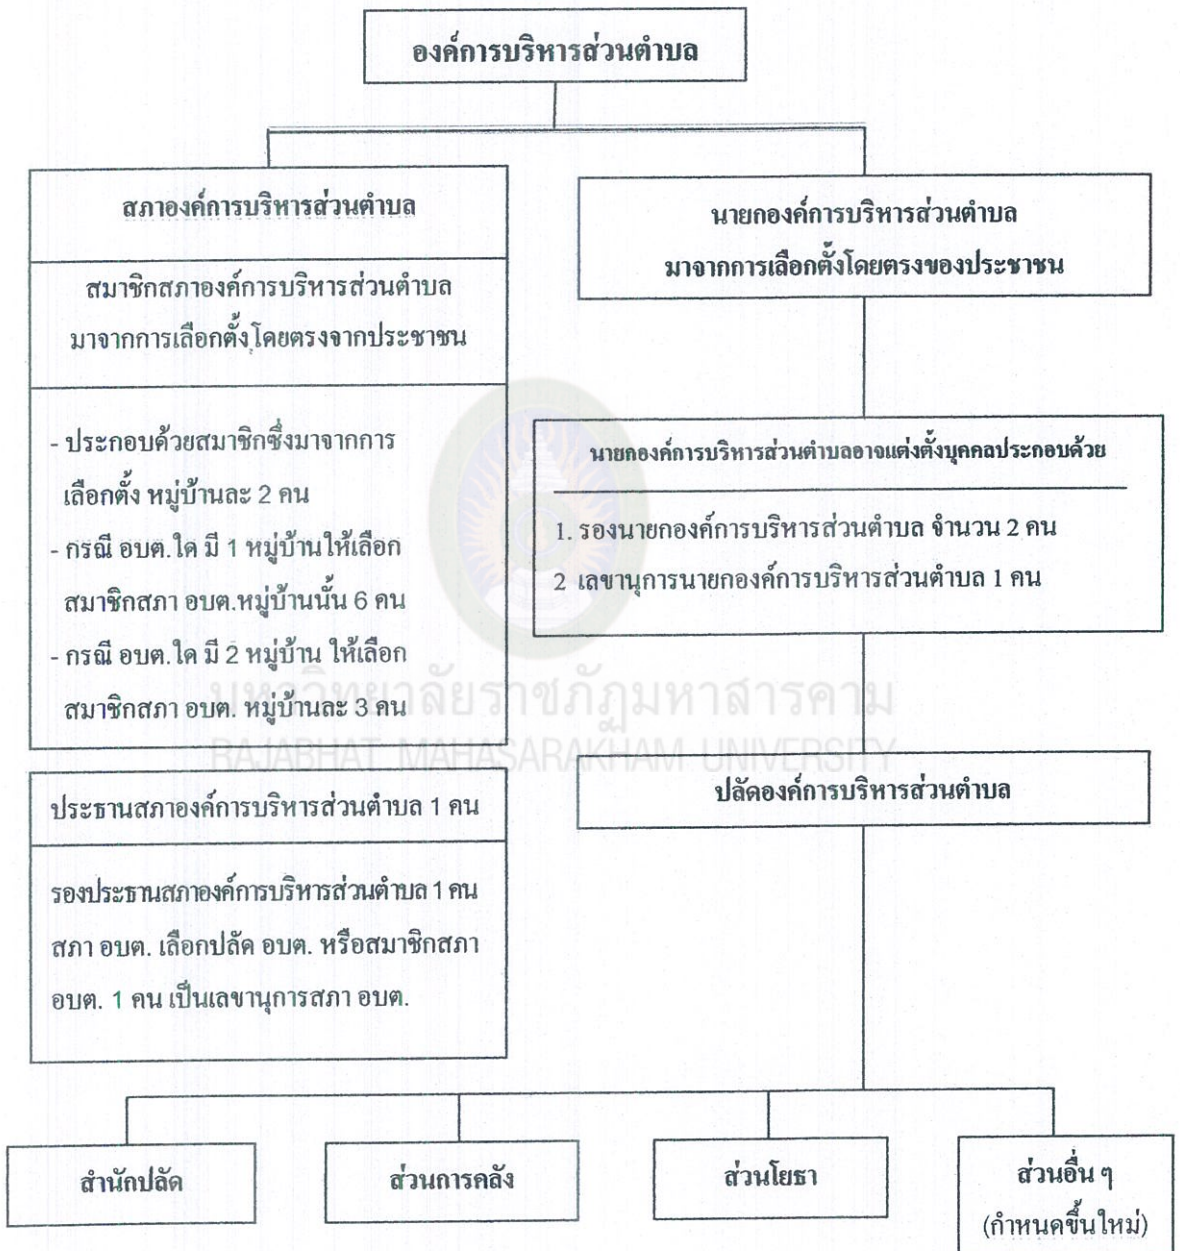 องค์การบริหารส่วนตำบล
สภาองค์การบริหารส่วนตำบล
สมาชิกสภาองค์การบริหารส่วนตำบล
มาจากการเลือกตั้งโดยตรงจากประชาชน
- ประกอบด้วยสมาชิกซึ่งมาจากการ
เลือกตั้ง หมู่บ้านละ 2 คน
- กรณี อบต.ใด มี 1 หมู่บ้านให้เลือก
สมาชิกสภา อบต.หมู่บ้านนั้น 6 คน
- กรณี อบต.ใด มี 2 หมู่บ้าน ให้เลือก
สมาชิกสภา อบต. หมู่บ้านละ 3 คน
ประธานสภาองค์การบริหารส่วนตำบล 1 คน
รองประธานสภาองค์การบริหารส่วนตำบล 1 คน
สภา อบต. เลือกปลัด อบต. หรือสมาชิกสภา
อบต. 1 คน เป็นเลขานุการสภา อบต.
นายกองค์การบริหารส่วนตำบล
มาจากการเลือกตั้งโดยตรงของประชาชน
นายกองค์การบริหารส่วนตำบลอาจแต่งตั้งบุคคลประกอบด้วย
1. รองนายกองค์การบริหารส่วนตำบล จำนวน 2 คน
2 เลขานุการนายกองค์การบริหารส่วนตำบล 1 คน
มหาวิทยาลัยราชภัฏมหาสารคาม
RAJABHAT MAHASARAKHAM UNIVERSITY
ปลัดองค์การบริหารส่วนตำบล
สำนักปลัด
ส่วนการคลัง
ส่วนโยธา
ส่วนอื่น ๆ
(กำหนดขึ้นใหม่)